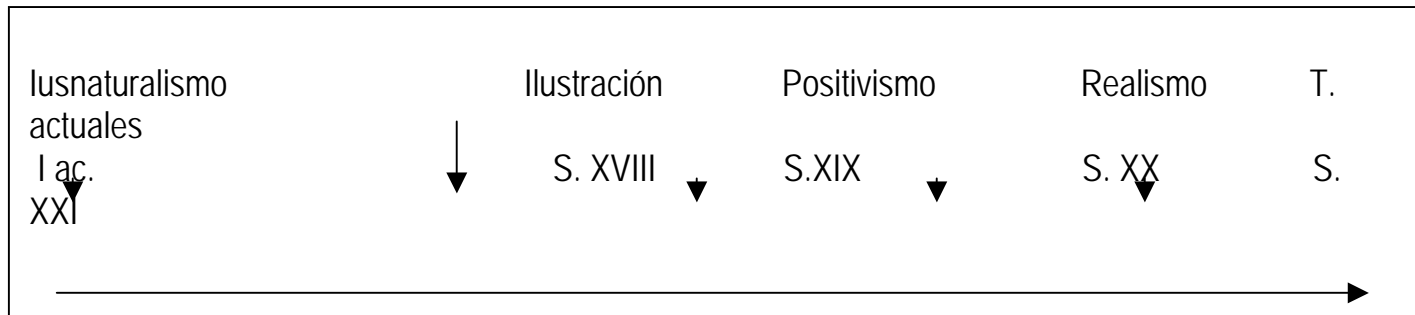 Iusnaturalismo Ilustración Positivismo Realismo T.
actuales
I ac. S. XVIII S.XIX S. XX S.
XXI